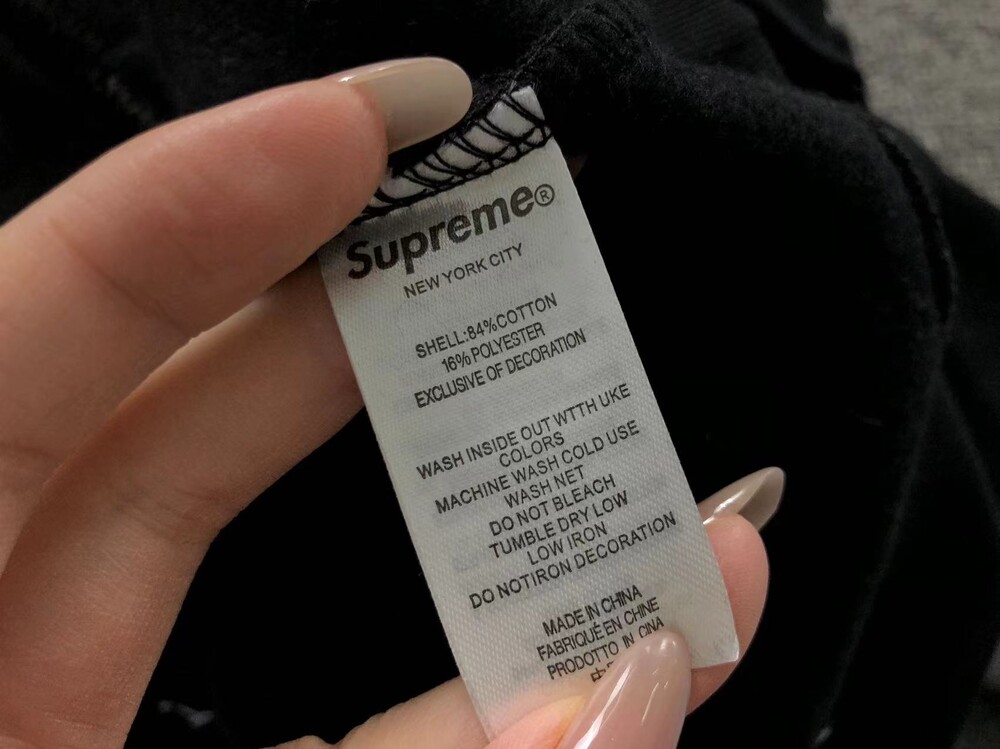 Supreme®
NEW YORK CITY
SHELL:84%COTTON
16%POLYESTER
EXCLUSIVE OF DECORATION
WASH INSIDE OUT WTTH UKE
COLORS
MACHINE WASH COLD USE
WASH NET
DO NOT BLEACH
TUMBLE DRY LOW
LOW IRON
DO NOTIRON DECORATION
MADE IN CHINA
FABRIQUÉ EN CHINE
PRODOTTO IN CINA
中